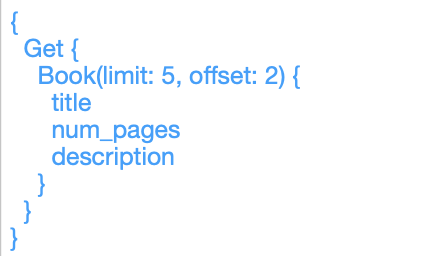 {
  Get {
    Book(limit: 5, offset: 2) {
      title
      num_pages
      description
    }
  }
}